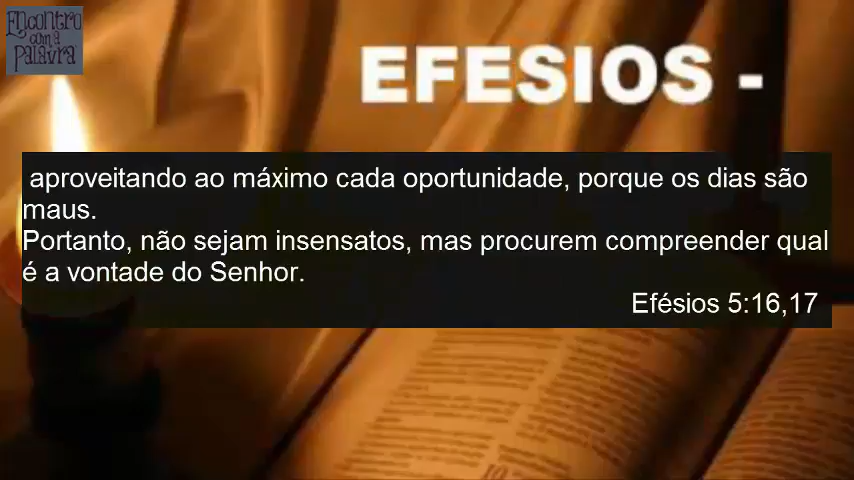 Encontro
com a
Palavra
EFESIOS -
aproveitando ao máximo cada oportunidade, porque os dias são
maus.
Portanto, não sejam insensatos, mas procurem compreender qual
é a vontade do Senhor.
Efésios 5:16,17